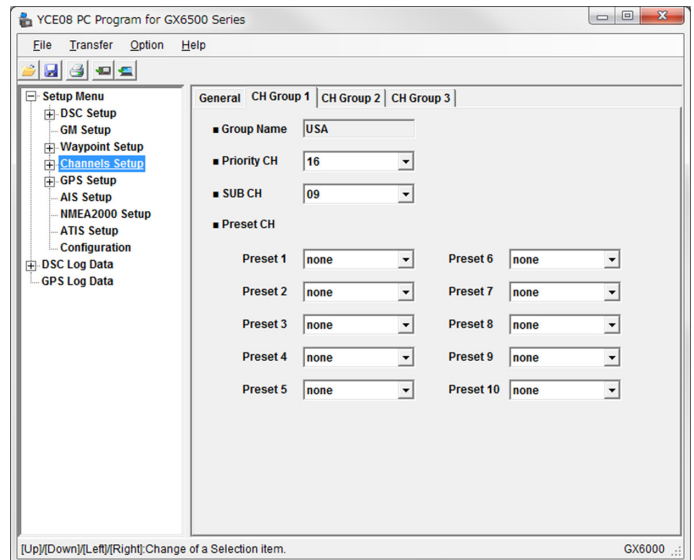 YCE08 PC Program for GX6500 Series
File Transfer Option Help
Setup Menu
DSC Setup
GM Setup
Waypoint Setup
Channels Setup
GPS Setup
AIS Setup
NMEA2000 Setup
ATIS Setup
Configuration
DSC Log Data
GPS Log Data
General CH Group 1 CH Group 2 CH Group 3
■ Group Name USA
■ Priority CH 16
■ SUB CH 09
■ Preset CH
Preset 1 none Preset 6 none
Preset 2 none Preset 7 none
Preset 3 none Preset 8 none
Preset 4 none Preset 9 none
Preset 5 none Preset 10 none
[Up]/[Down]/[Left]/[Right]:Change of a Selection item. GX6000